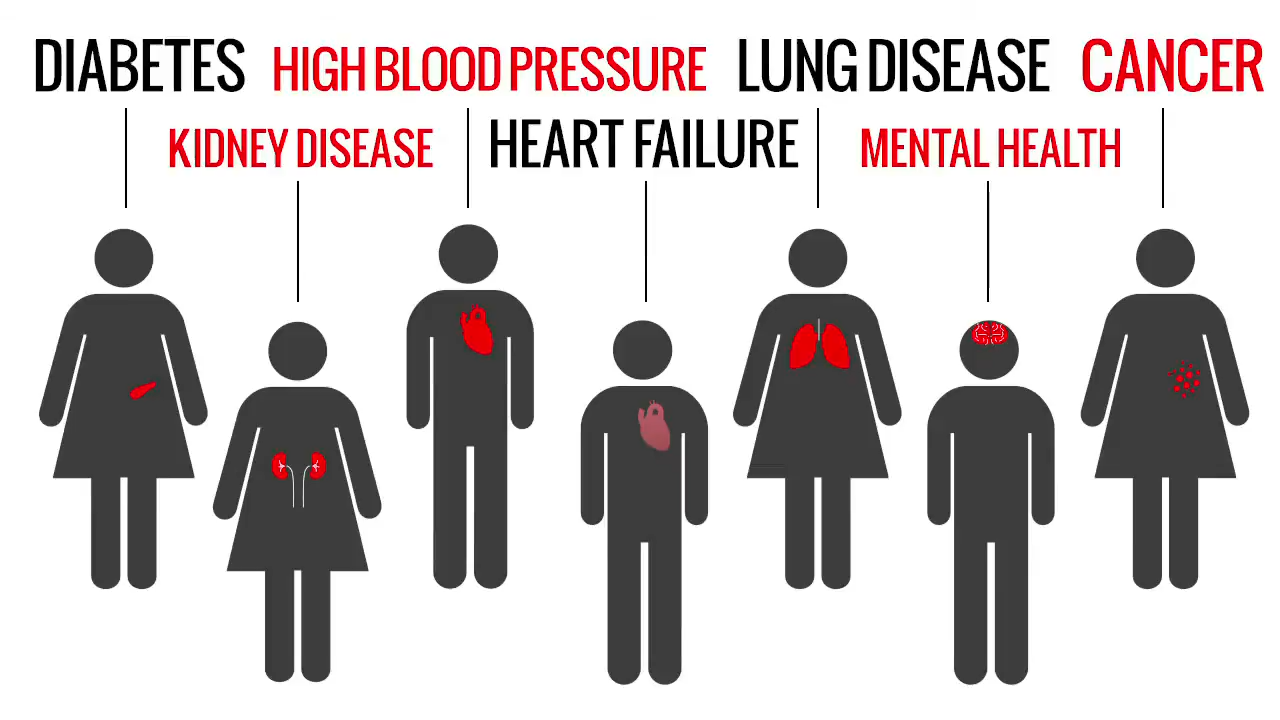 DIABETES
HIGH BLOOD PRESSURE
LUNG DISEASE
CANCER
KIDNEY DISEASE
HEART FAILURE
MENTAL HEALTH